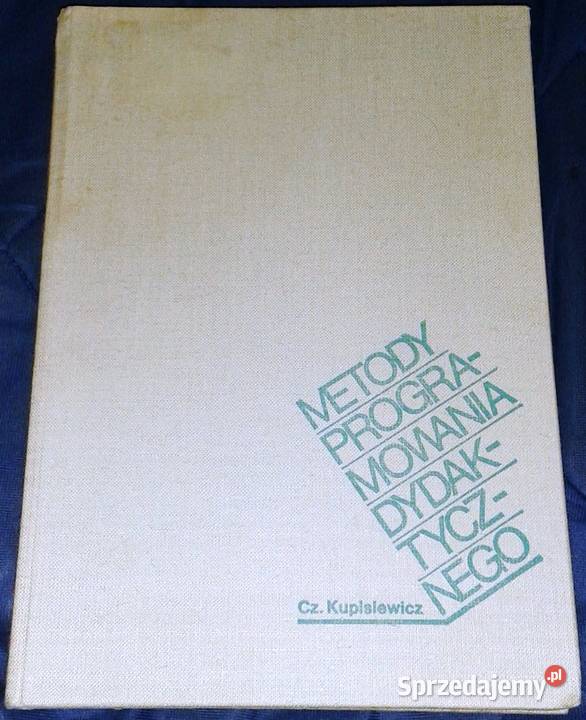 METODY
PROGRA-
MOWANIA
DYDAK-
TYCZ-
NEGO
Cz. Kupisiewicz
Sprzedajemy.pl